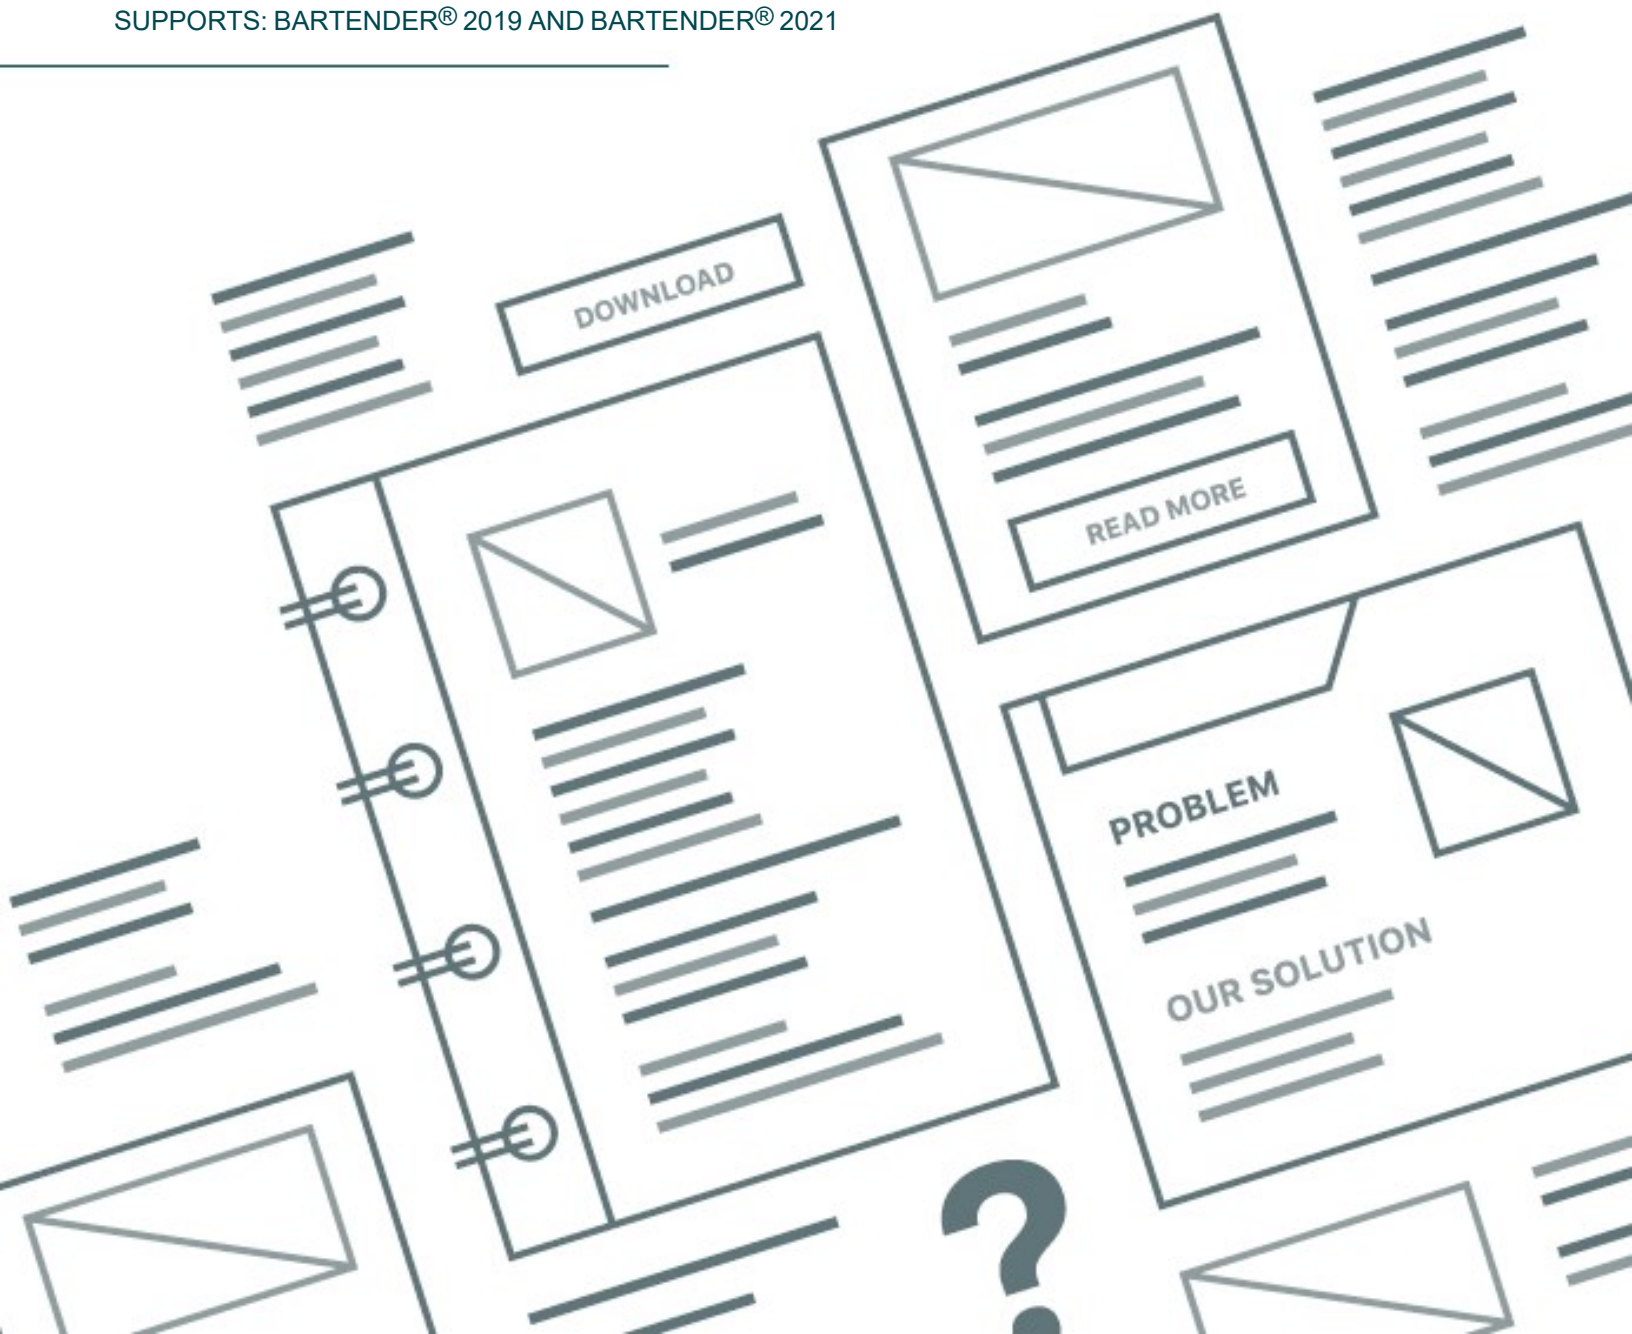 SUPPORTS: BARTENDER® 2019 AND BARTENDER® 2021
DOWNLOAD
READ MORE
PROBLEM
OUR SOLUTION
?